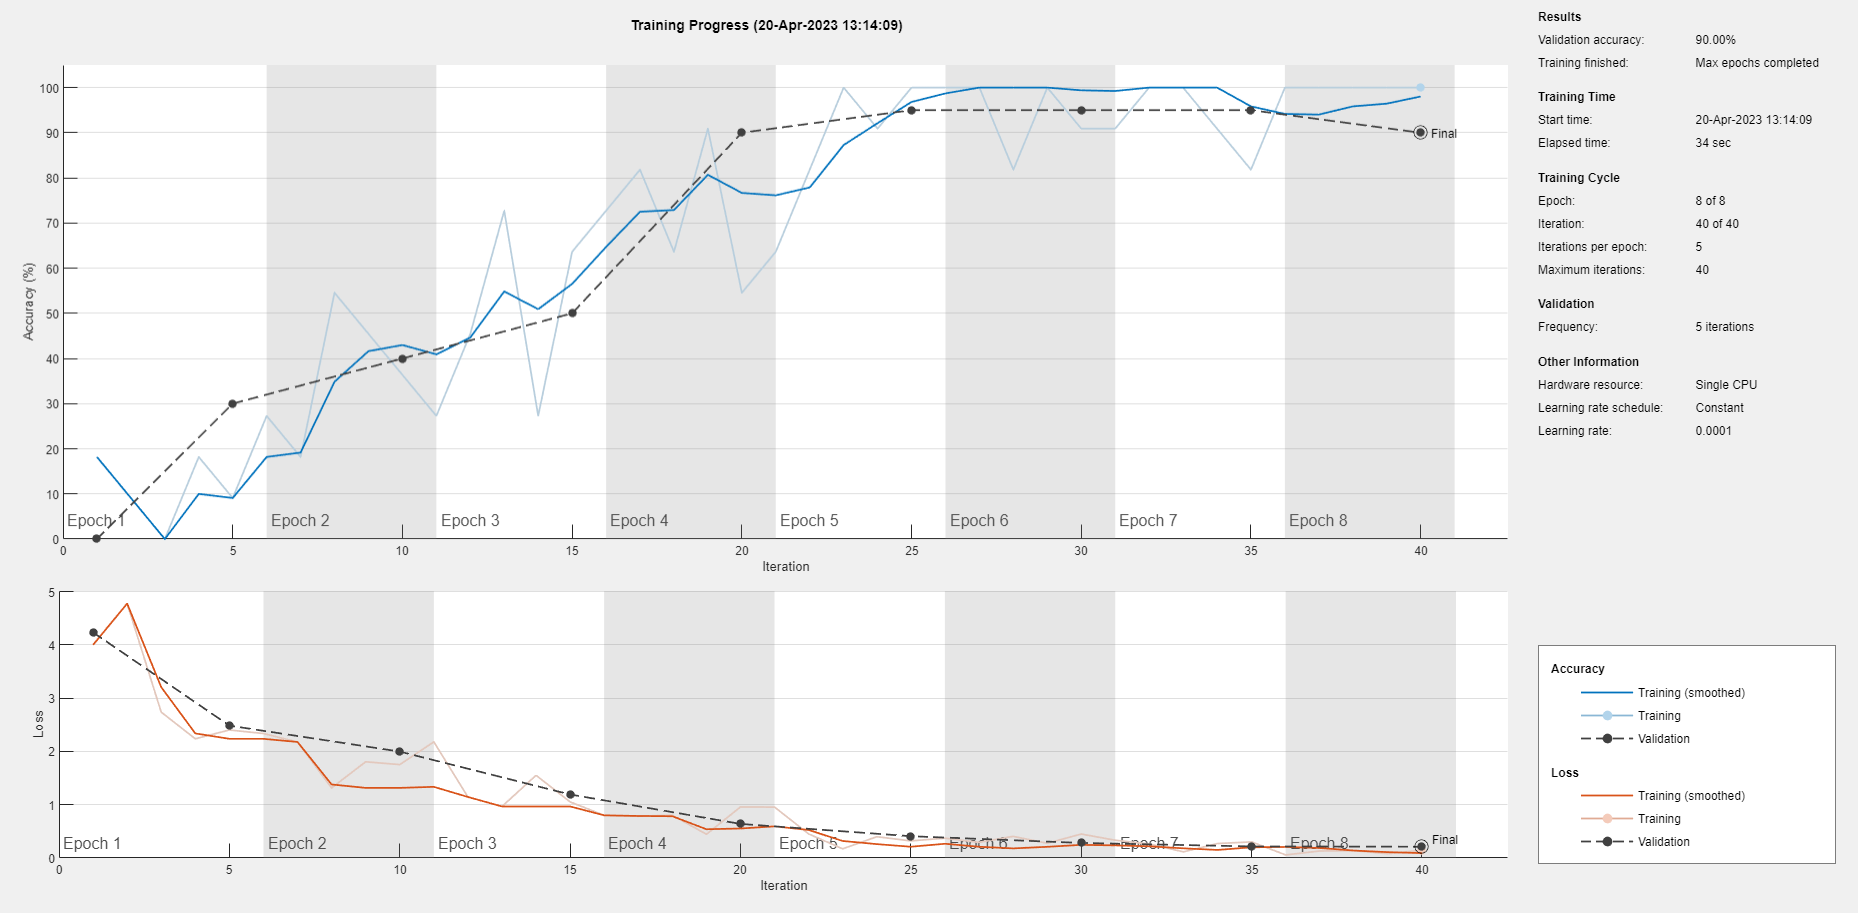 Training Progress (20-Apr-2023 13:14:09)
100
90
80
70
60
50
40
30
20
10
0
Accuracy (%)
Final
Epoch 1
Epoch 2
Epoch 3
Epoch 4
Epoch 5
Epoch 6
Epoch 7
Epoch 8
0
5
10
15
20
25
30
35
40
Iteration
5
4
3
2
1
0
Loss
Final
Epoch 1
Epoch 2
Epoch 3
Epoch 4
Epoch 5
Epoch 6
Epoch 7
Epoch 8
0
5
10
15
20
25
30
35
40
Iteration
Results
Validation accuracy: 90.00%
Training finished: Max epochs completed
Training Time
Start time: 20-Apr-2023 13:14:09
Elapsed time: 34 sec
Training Cycle
Epoch: 8 of 8
Iteration: 40 of 40
Iterations per epoch: 5
Maximum iterations: 40
Validation
Frequency: 5 iterations
Other Information
Hardware resource: Single CPU
Learning rate schedule: Constant
Learning rate: 0.0001
Accuracy
Training (smoothed)
Training
Validation
Loss
Training (smoothed)
Training
Validation